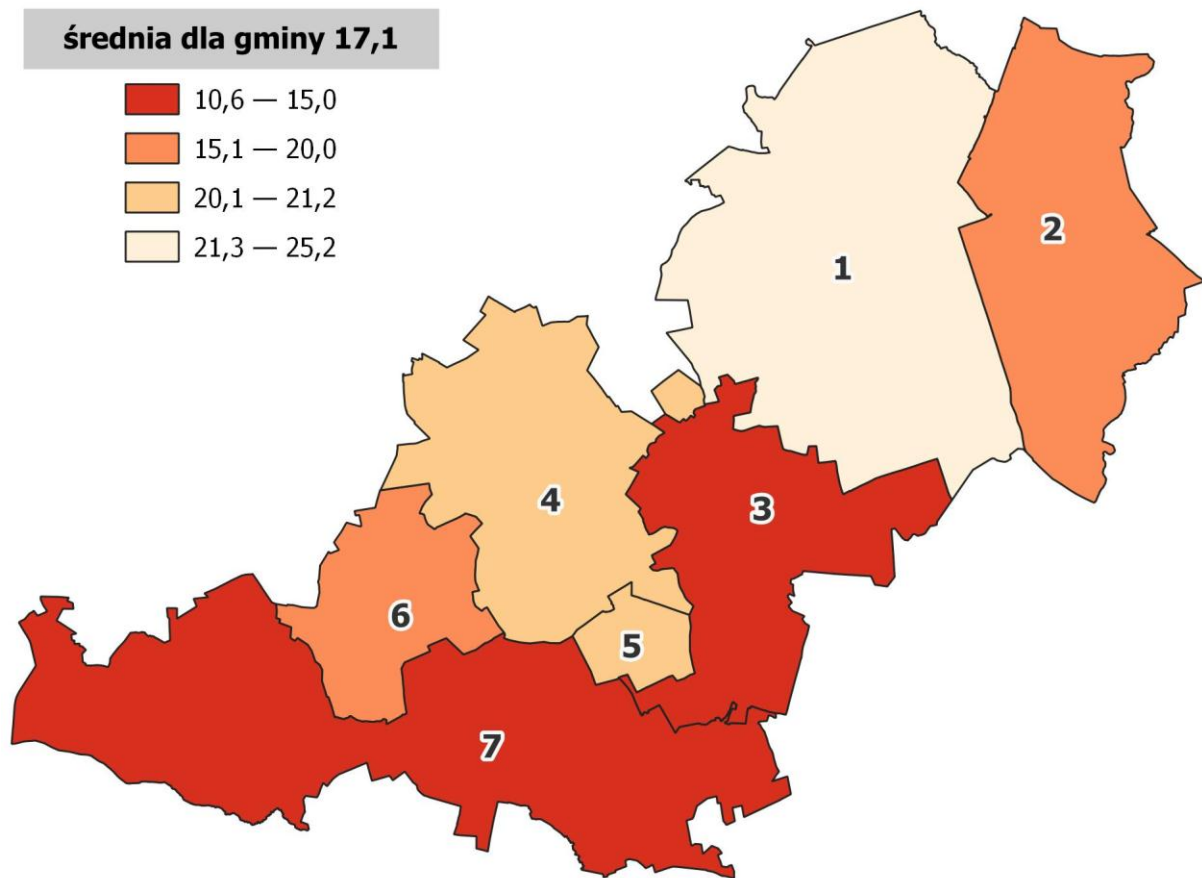 średnia dla gminy 17,1
10,6 — 15,0
15,1 — 20,0
20,1 — 21,2
21,3 — 25,2
1
2
3
4
5
6
7